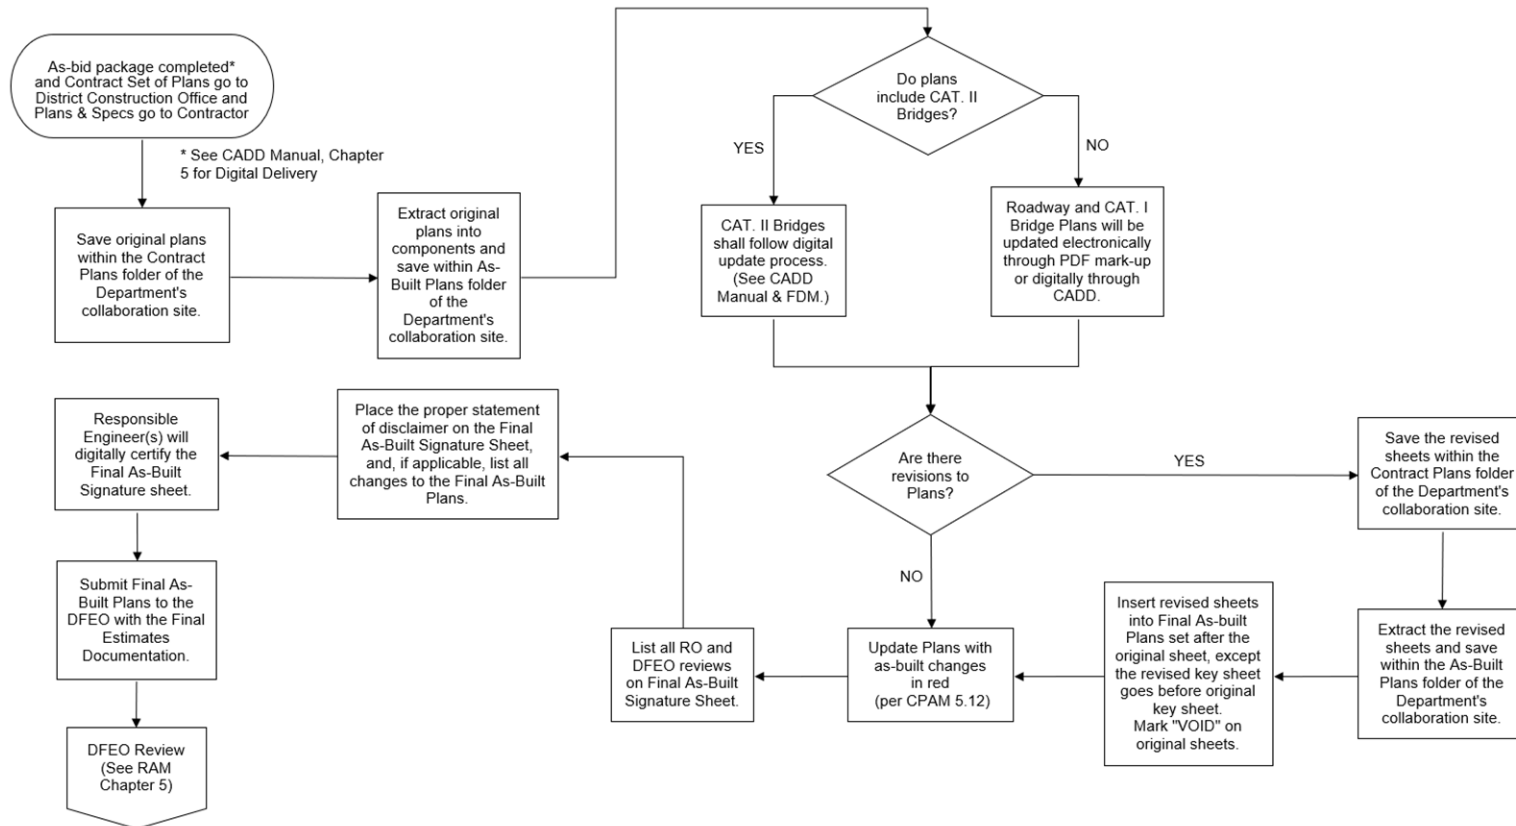 As-bid package completed*
and Contract Set of Plans go to
District Construction Office and
Plans & Specs go to Contractor
* See CADD Manual, Chapter
5 for Digital Delivery
Save original plans
within the Contract
Plans folder of the
Department's
collaboration site.
Extract original
plans into
components and
save within As-
Built Plans folder
of the
Department's
collaboration site.
Do plans
include CAT. II
Bridges?
YES
NO
CAT. II Bridges
shall follow digital
update process.
(See CADD
Manual & FDM.)
Roadway and CAT. I
Bridge Plans will be
updated electronically
through PDF mark-up
or digitally through
CADD.
Are there
revisions to
Plans?
YES
NO
Save the revised
sheets within the
Contract Plans folder
of the Department's
collaboration site.
Extract the revised
sheets and save
within the As-Built
Plans folder of the
Department's
collaboration site.
Insert revised sheets
into Final As-built
Plans set after the
original sheet, except
the revised key sheet
goes before original
key sheet.
Mark "VOID" on
original sheets.
Update Plans with
as-built changes
in red
(per CPAM 5.12)
List all RO and
DFEO reviews
on Final As-Built
Signature Sheet.
Place the proper statement
of disclaimer on the Final
As-Built Signature Sheet,
and, if applicable, list all
changes to the Final As-Built
Plans.
Responsible
Engineer(s) will
digitally certify the
Final As-Built
Signature sheet.
Submit Final As-
Built Plans to the
DFEO with the Final
Estimates
Documentation.
DFEO Review
(See RAM
Chapter 5)